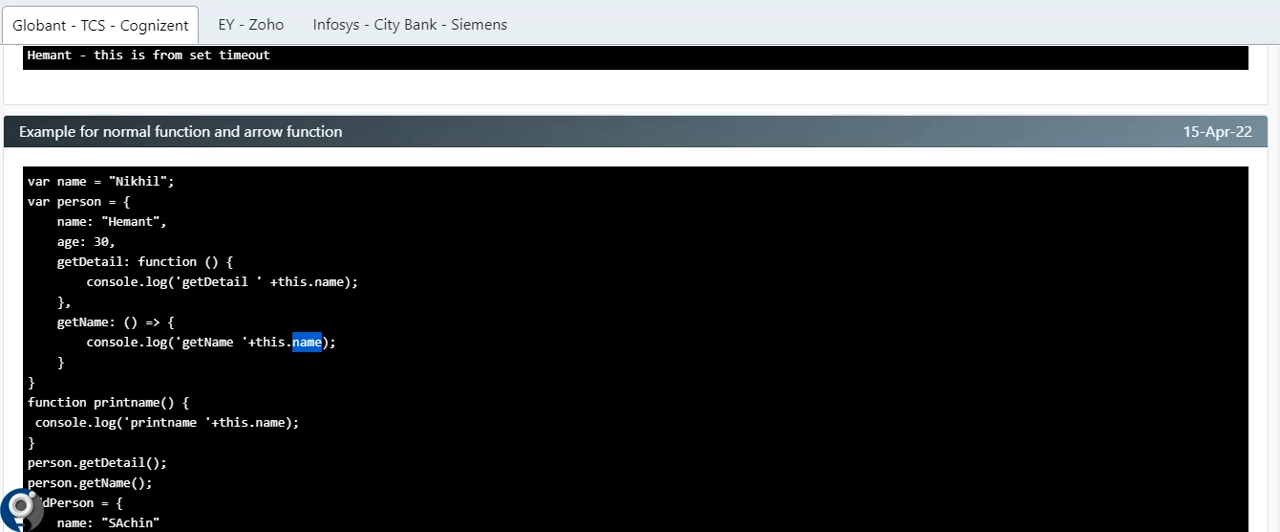 Globant - TCS - Cognizent EY - Zoho Infosys - City Bank - Siemens
Hemant - this is from set timeout
Example for normal function and arrow function 15-Apr-22
var name = "Nikhil";
var person = {
    name: "Hemant",
    age: 30,
    getDetail: function () {
        console.log('getDetail ' +this.name);
    },
    getName: () => {
        console.log('getName '+this.name);
    }
}
function printname() {
 console.log('printname '+this.name);
}
person.getDetail();
person.getName();
dPerson = {
    name: "SAchin"